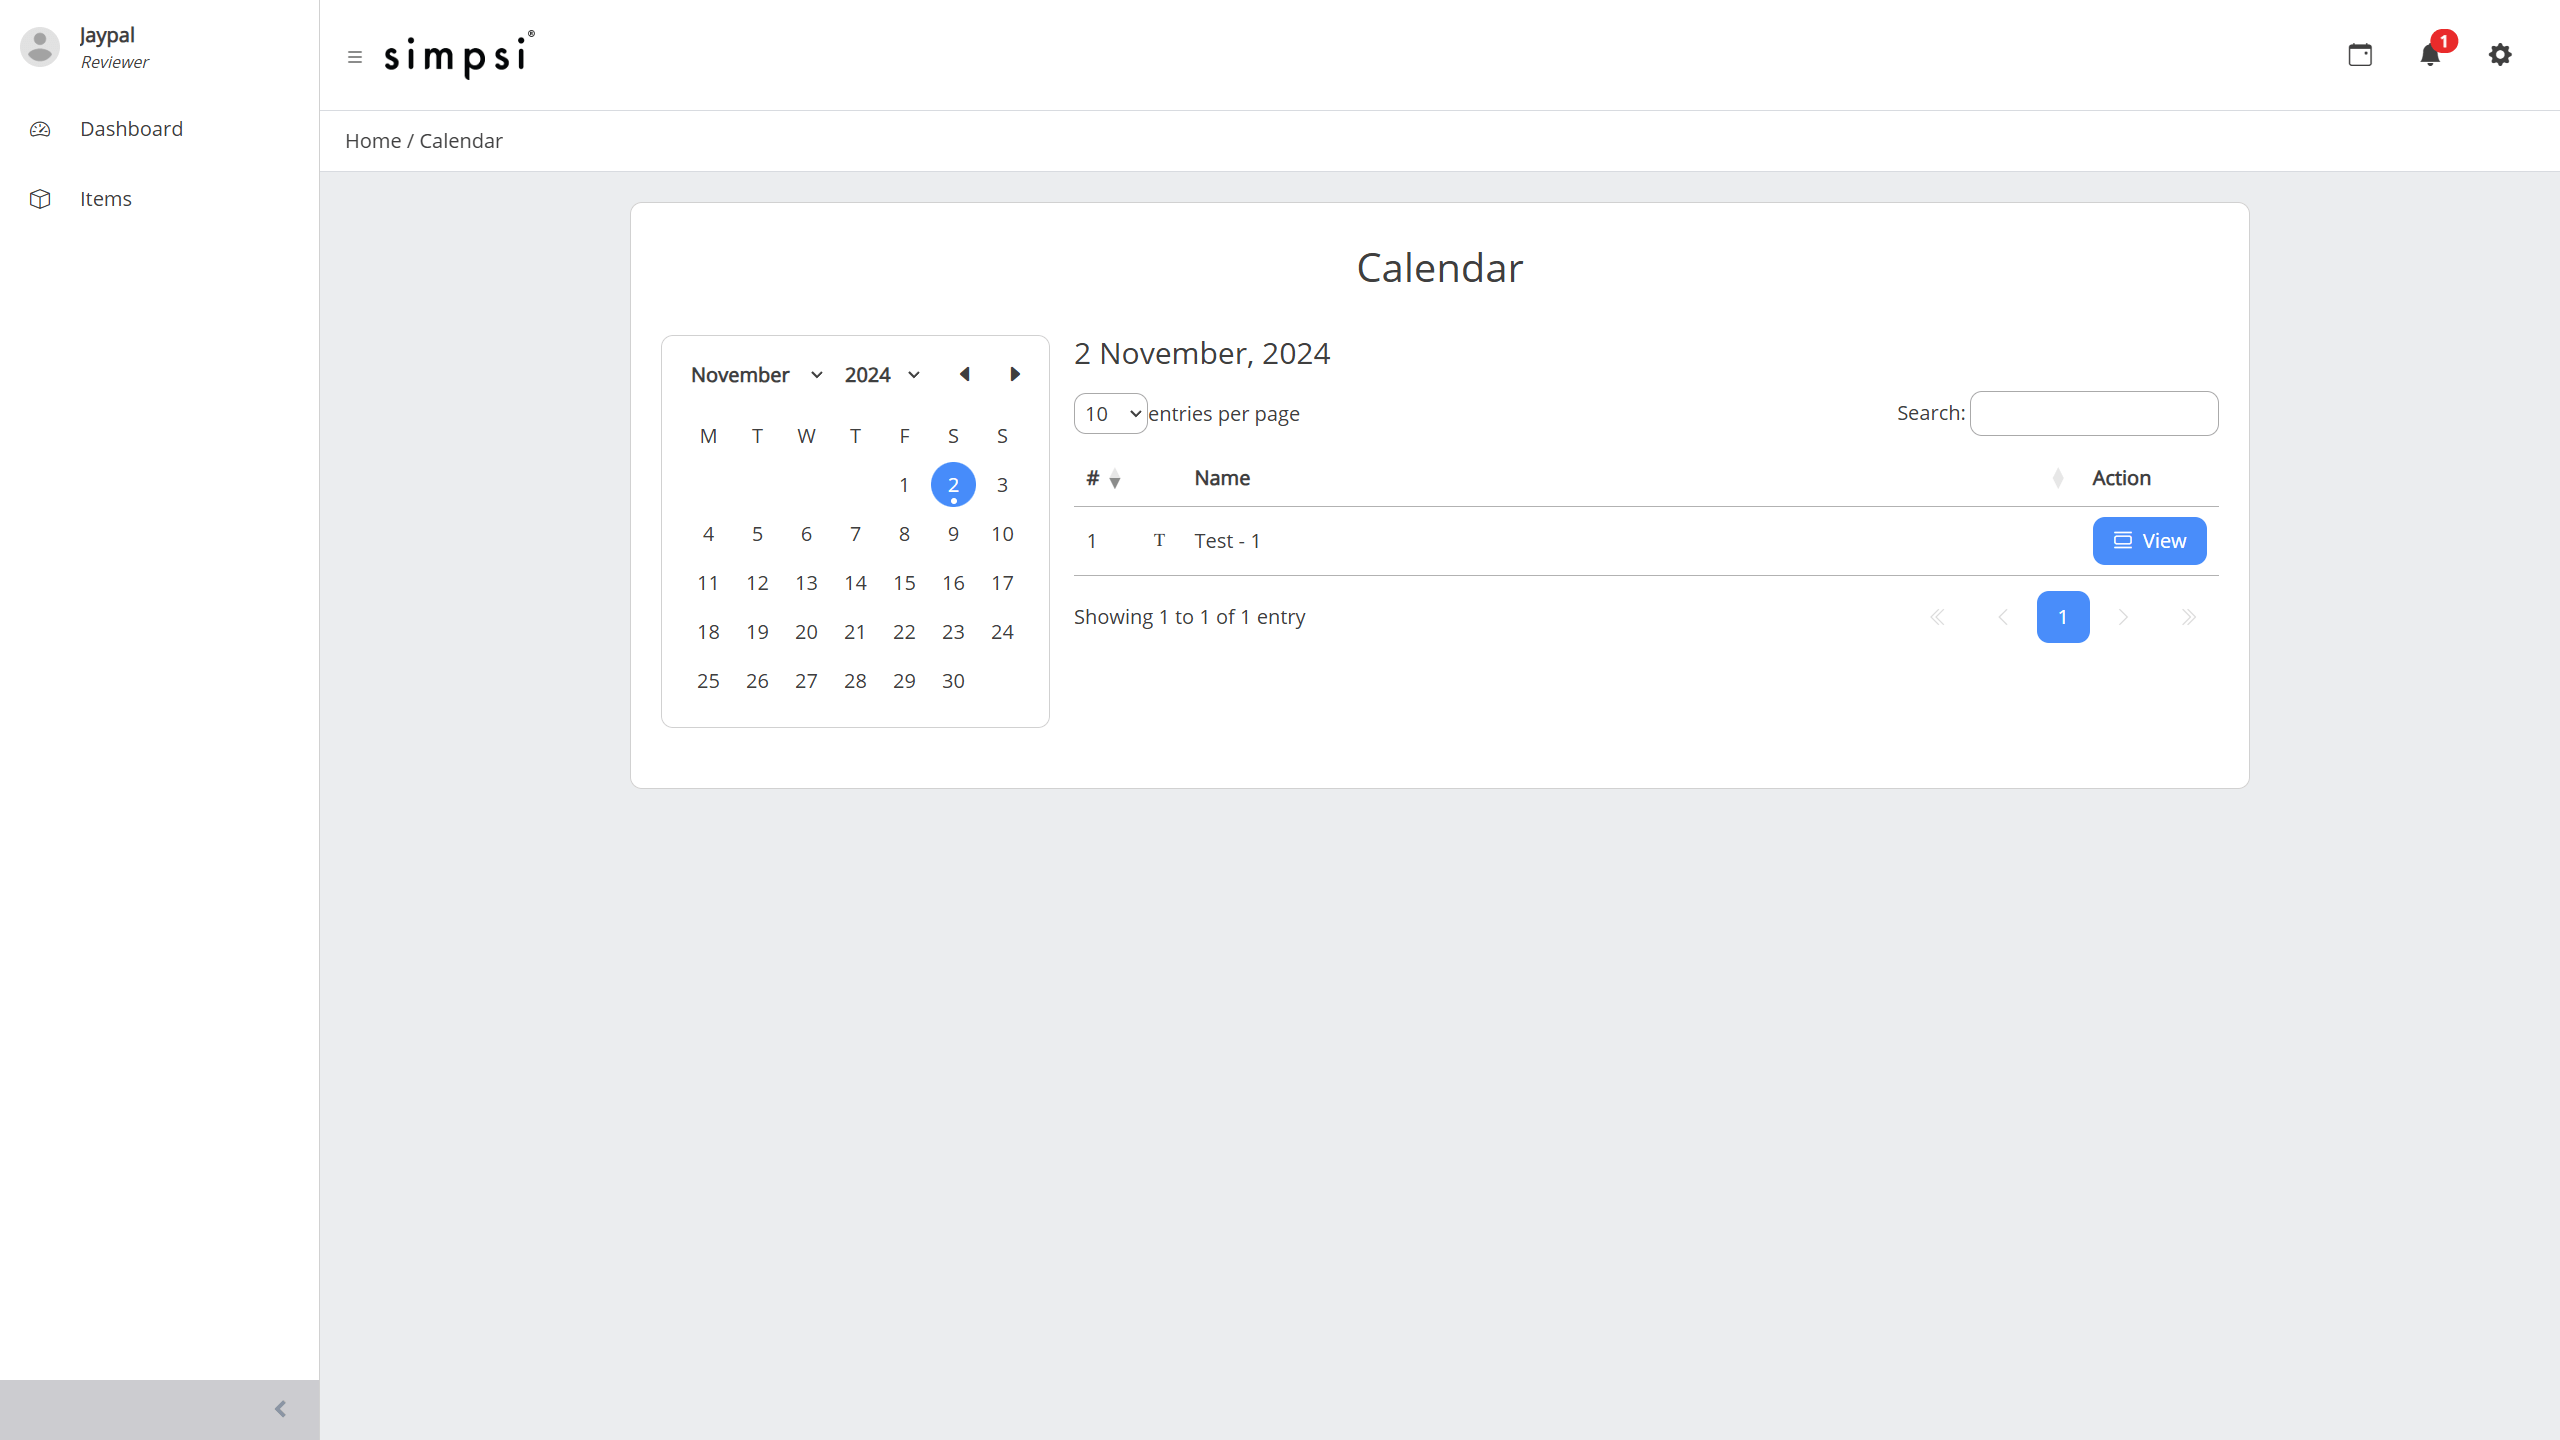 Jaypal
Reviewer
Dashboard
Items
simpsi®
1
Home / Calendar
Calendar
November 2024
M T W T F S S
1 2 3
4 5 6 7 8 9 10
11 12 13 14 15 16 17
18 19 20 21 22 23 24
25 26 27 28 29 30
2 November, 2024
10 entries per page
Search:
# Name Action
1 T Test - 1 View
Showing 1 to 1 of 1 entry
1